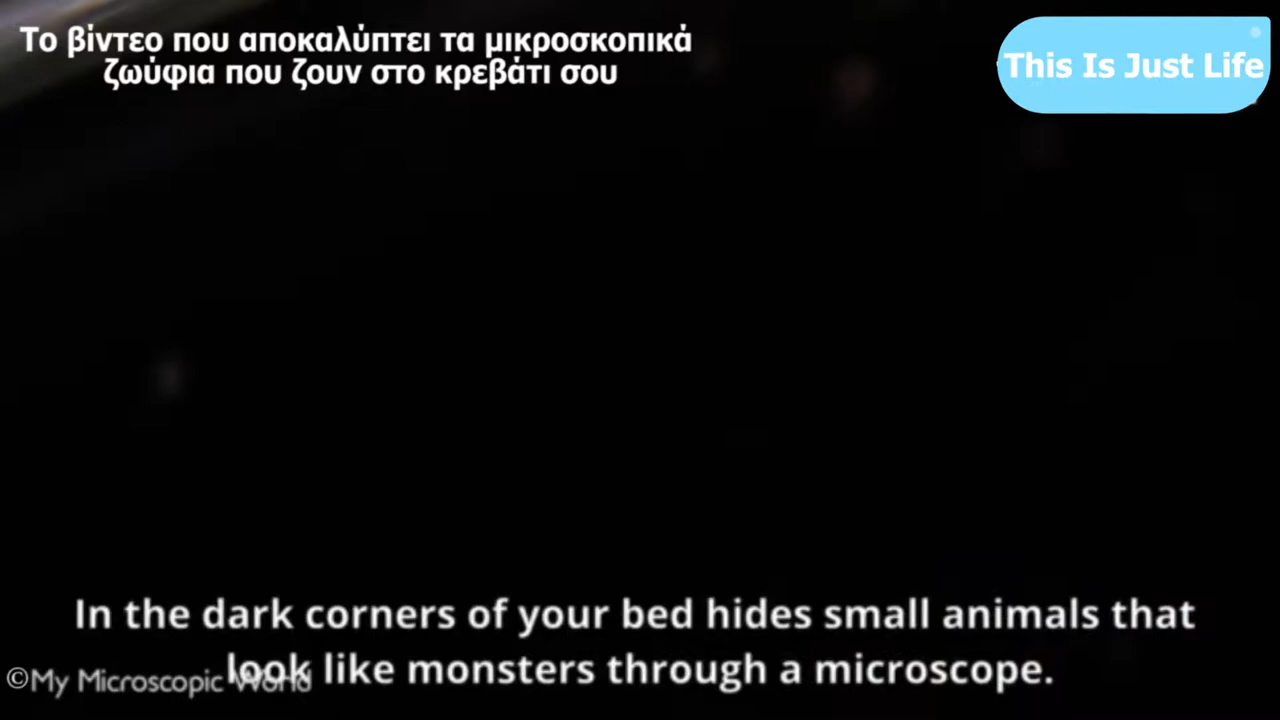 Το βίντεο που αποκαλύπτει τα μικροσκοπικά
ζωύφια που ζουν στο κρεβάτι σου
This Is Just Life
In the dark corners of your bed hides small animals that
look like monsters through a microscope.
©My Microscopic World